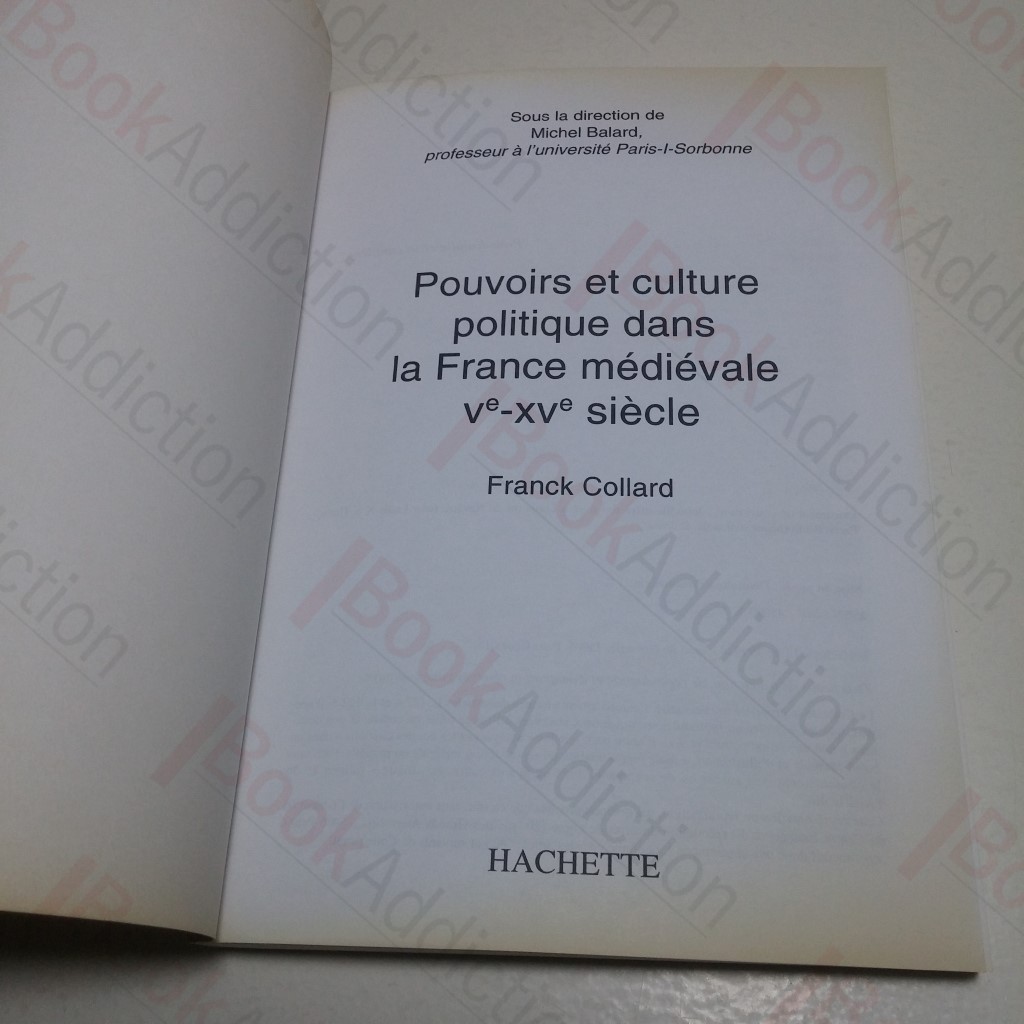 Sous la direction de
Michel Balard,
professeur à l'université Paris-I-Sorbonne
Pouvoirs et culture
politique dans
la France médiévale
Vᵉ-XVᵉ siècle
Franck Collard
HACHETTE
BookAddiction